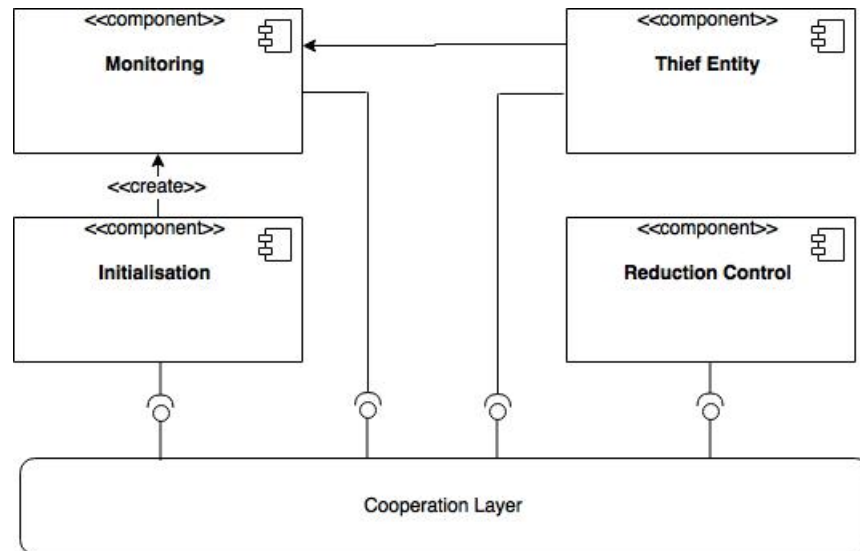 <<component>>
Monitoring
<<component>>
Thief Entity
<<create>>
<<component>>
Initialisation
<<component>>
Reduction Control
Cooperation Layer